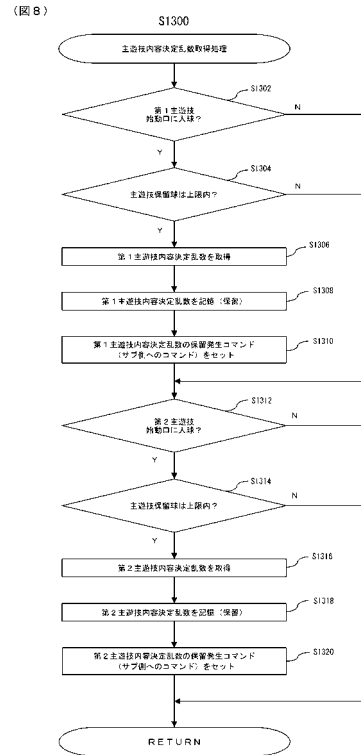 (図8)
S1300
主遊技内容決定乱数取得処理
S1302
第1主遊技
始動口に入球?
N
Y
S1304
主遊技保留球は上限内?
N
Y
S1306
第1主遊技内容決定乱数を取得
S1308
第1主遊技内容決定乱数を記憶(保留)
S1310
第1主遊技内容決定乱数の保留発生コマンド
(サブ側へのコマンド)をセット
S1312
第2主遊技
始動口に入球?
N
Y
S1314
主遊技保留球は上限内?
N
Y
S1316
第2主遊技内容決定乱数を取得
S1318
第2主遊技内容決定乱数を記憶(保留)
S1320
第2主遊技内容決定乱数の保留発生コマンド
(サブ側へのコマンド)をセット
RETURN